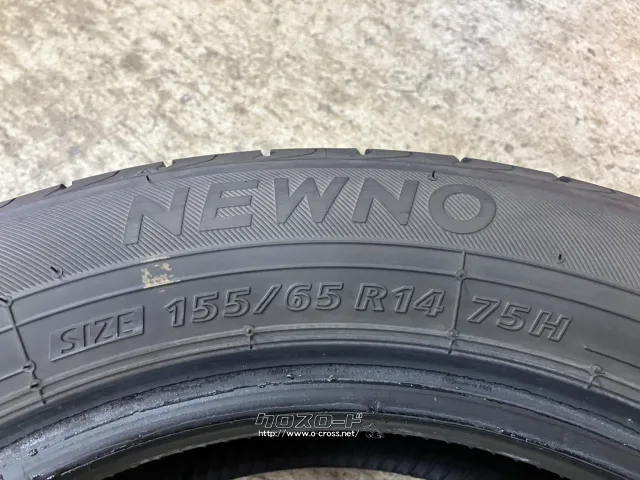 NEWNO
SIZE 155/65 R14 75H
クロスロード
http://www.o-cross.net/